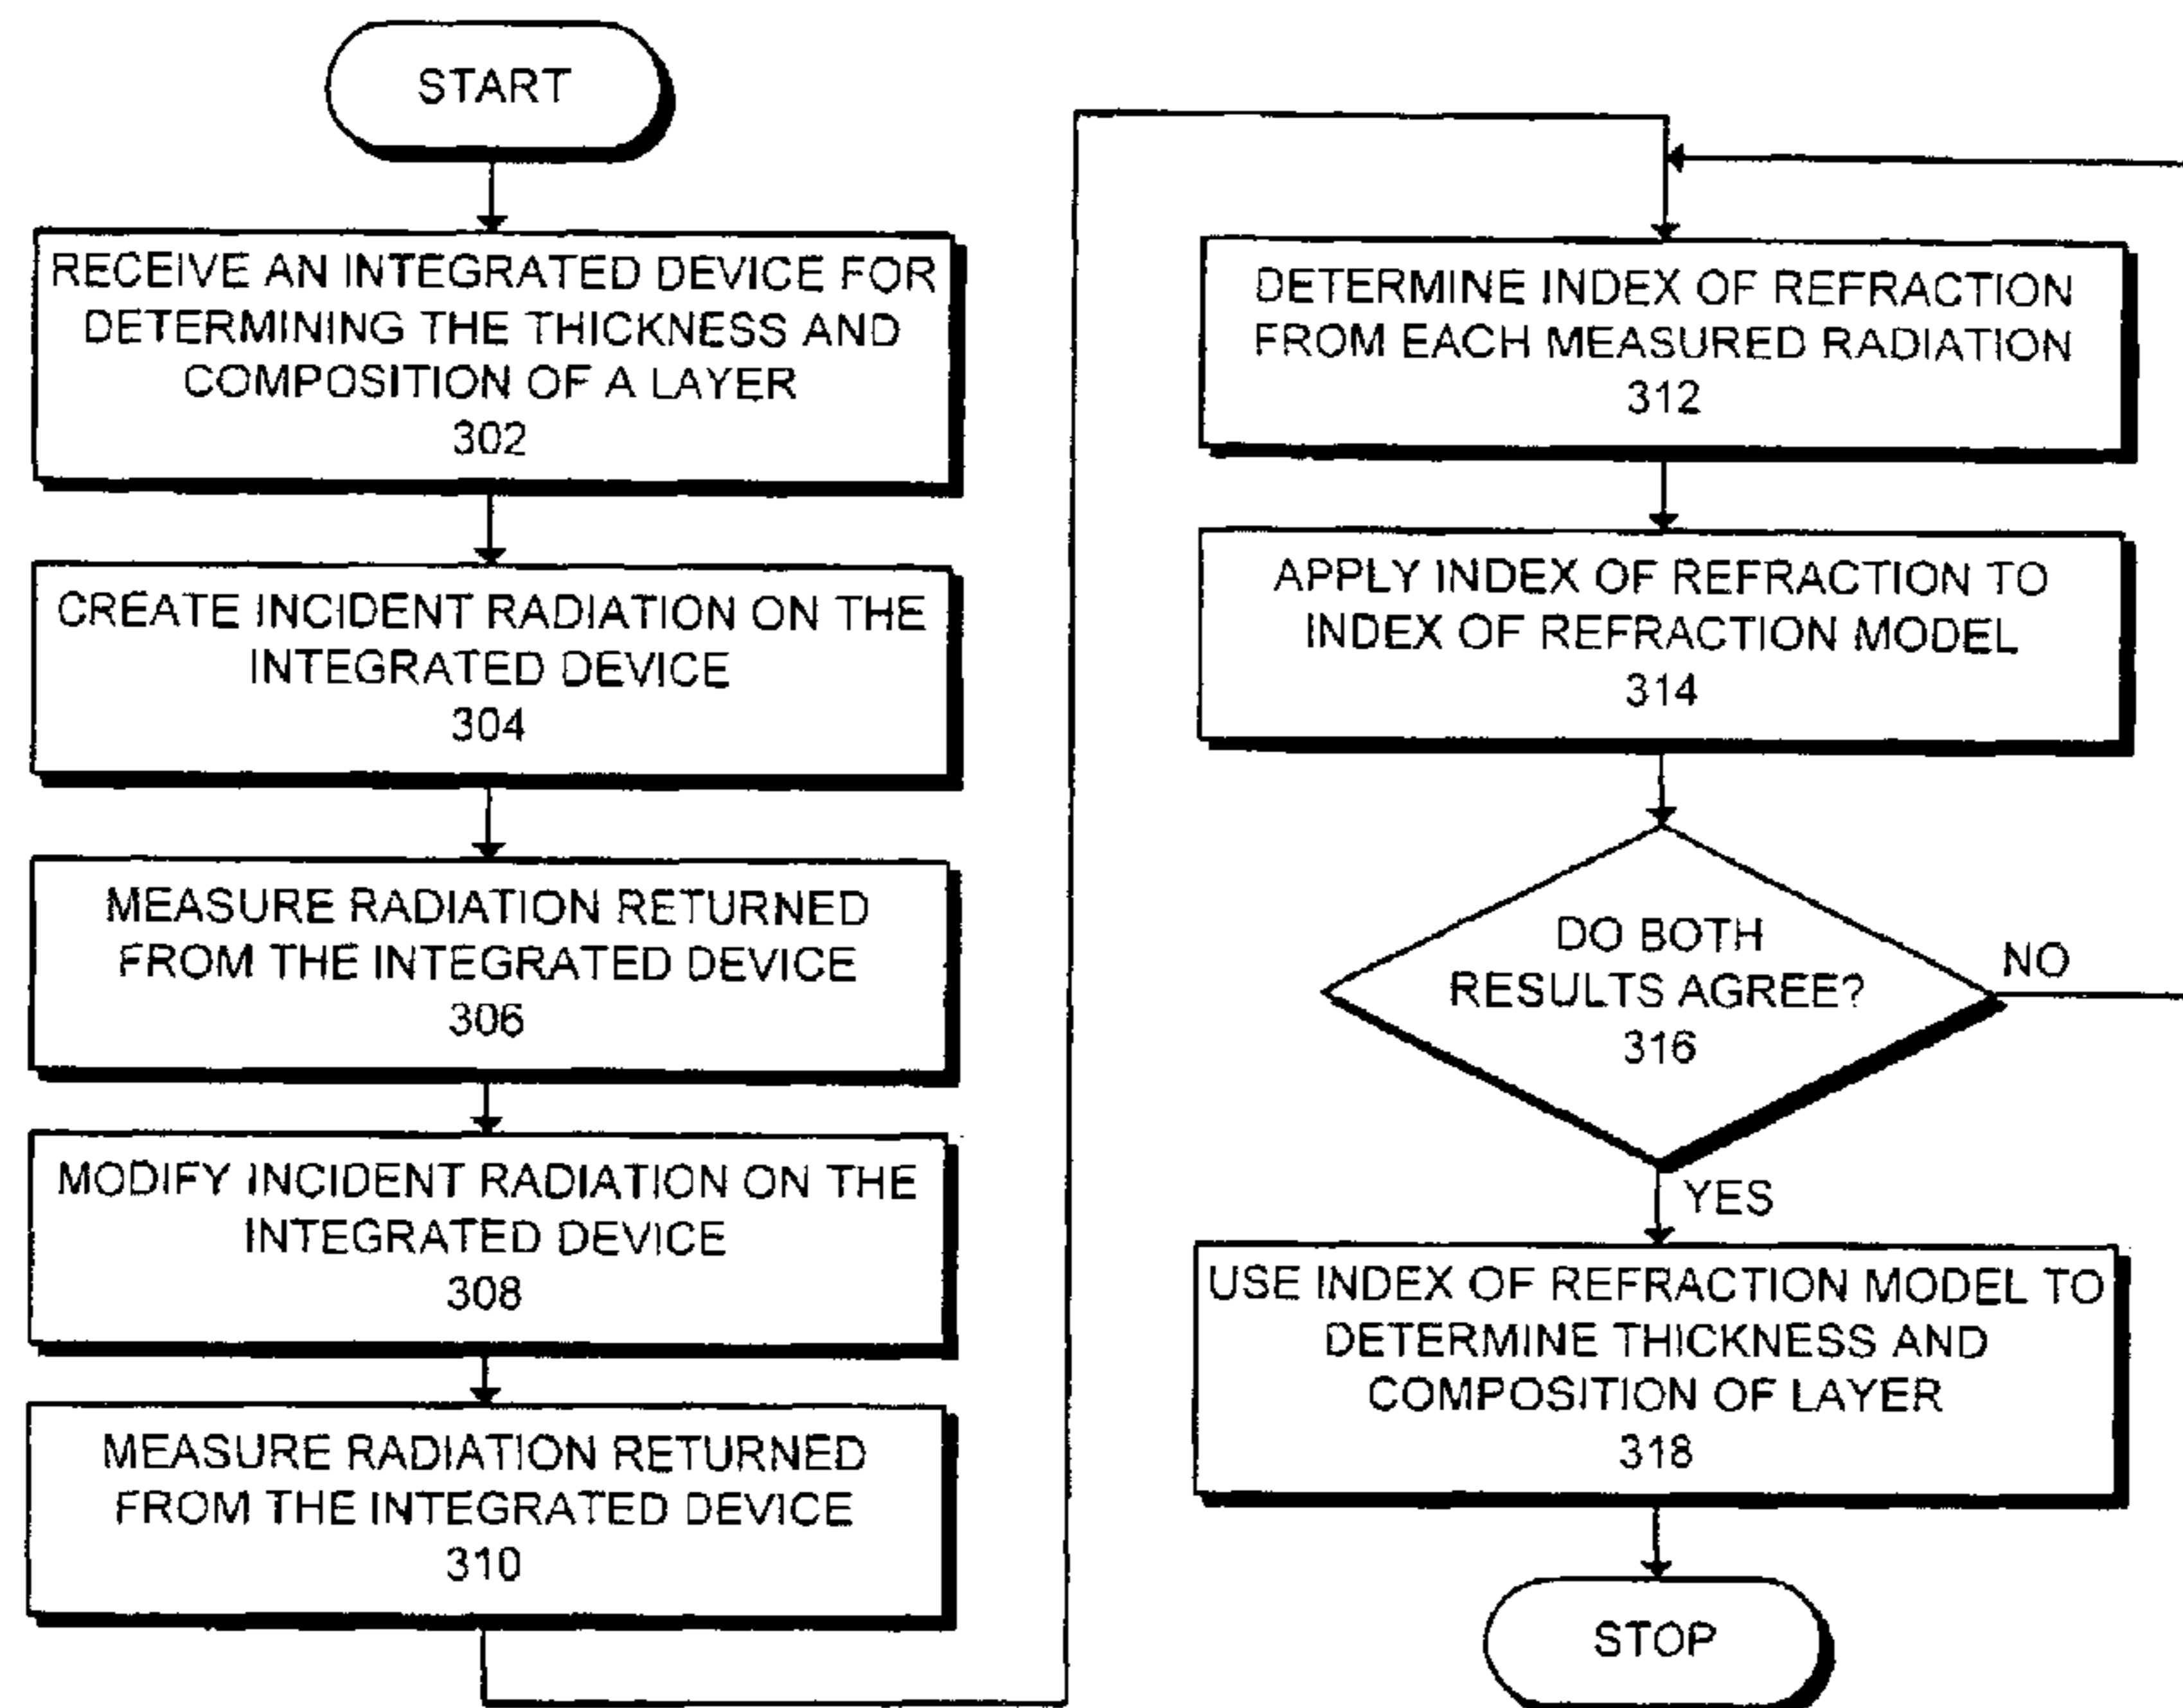 START
RECEIVE AN INTEGRATED DEVICE FOR
DETERMINING THE THICKNESS AND
COMPOSITION OF A LAYER
302
CREATE INCIDENT RADIATION ON THE
INTEGRATED DEVICE
304
MEASURE RADIATION RETURNED
FROM THE INTEGRATED DEVICE
306
MODIFY INCIDENT RADIATION ON THE
INTEGRATED DEVICE
308
MEASURE RADIATION RETURNED
FROM THE INTEGRATED DEVICE
310
DETERMINE INDEX OF REFRACTION
FROM EACH MEASURED RADIATION
312
APPLY INDEX OF REFRACTION TO
INDEX OF REFRACTION MODEL
314
DO BOTH
RESULTS AGREE?
316
NO
YES
USE INDEX OF REFRACTION MODEL TO
DETERMINE THICKNESS AND
COMPOSITION OF LAYER
318
STOP